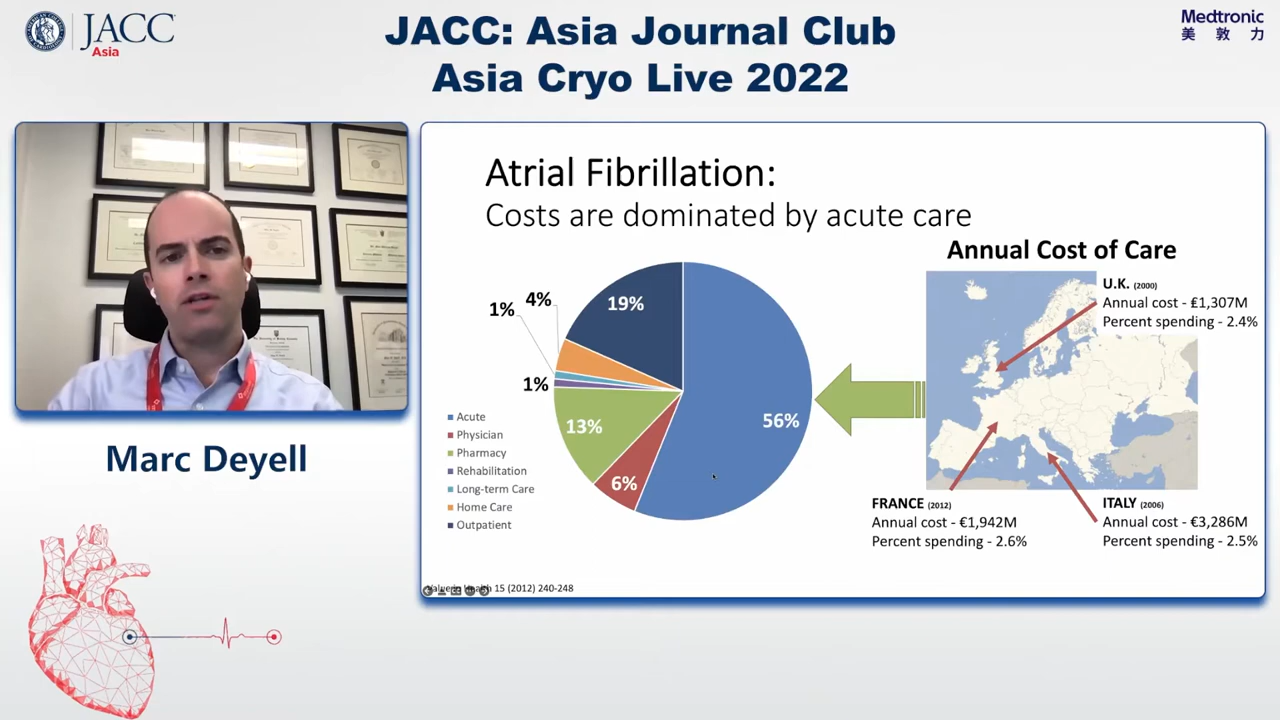 JACC
Asia
JACC: Asia Journal Club
Asia Cryo Live 2022
Medtronic
美 敦 力
Marc Deyell
Atrial Fibrillation:
Costs are dominated by acute care
Annual Cost of Care
19%
4%
1%
1%
13%
6%
56%
Acute
Physician
Pharmacy
Rehabilitation
Long-term Care
Home Care
Outpatient
U.K. (2000)
Annual cost - €1,307M
Percent spending - 2.4%
FRANCE (2012)
Annual cost - €1,942M
Percent spending - 2.6%
ITALY (2006)
Annual cost - €3,286M
Percent spending - 2.5%
15 (2012) 240-248